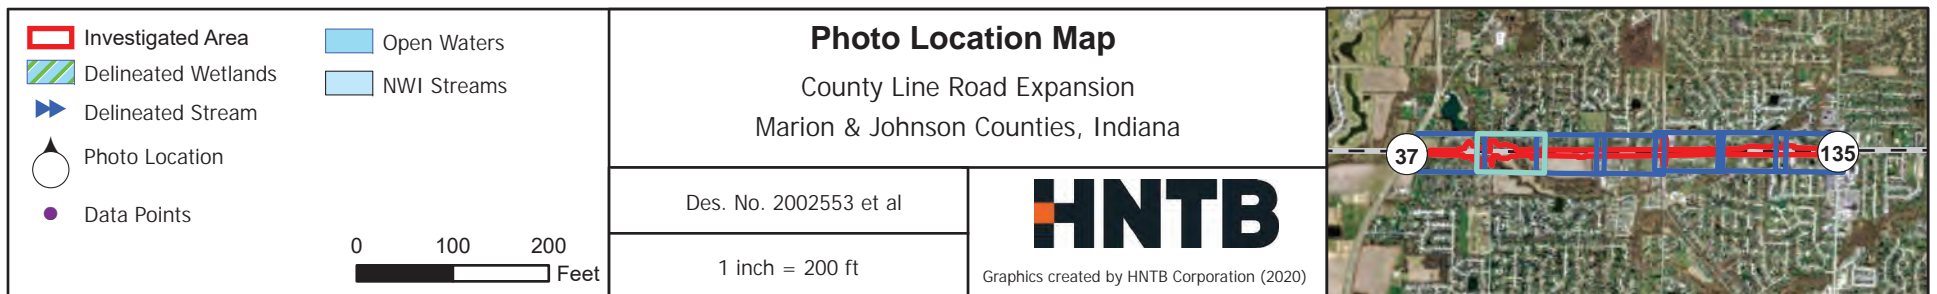 Investigated Area
Delineated Wetlands
Delineated Stream
Photo Location
Data Points
Open Waters
NWI Streams
0 100 200
Feet
Photo Location Map
County Line Road Expansion
Marion & Johnson Counties, Indiana
Des. No. 2002553 et al
1 inch = 200 ft
HNTB
Graphics created by HNTB Corporation (2020)
37
135